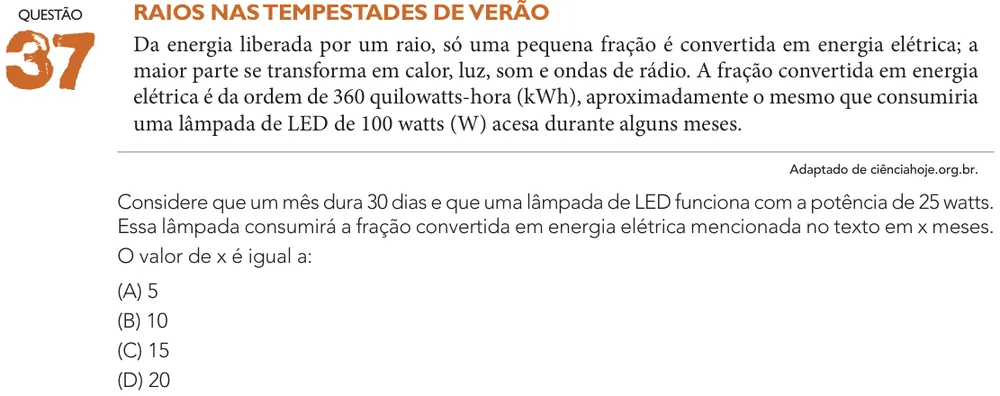 QUESTÃO
37
RAIOS NAS TEMPESTADES DE VERÃO
Da energia liberada por um raio, só uma pequena fração é convertida em energia elétrica; a
maior parte se transforma em calor, luz, som e ondas de rádio. A fração convertida em energia
elétrica é da ordem de 360 quilowatts-hora (kWh), aproximadamente o mesmo que consumiria
uma lâmpada de LED de 100 watts (W) acesa durante alguns meses.
Adaptado de ciênciahoje.org.br.
Considere que um mês dura 30 dias e que uma lâmpada de LED funciona com a potência de 25 watts.
Essa lâmpada consumirá a fração convertida em energia elétrica mencionada no texto em x meses.
O valor de x é igual a:
(A) 5
(B) 10
(C) 15
(D) 20